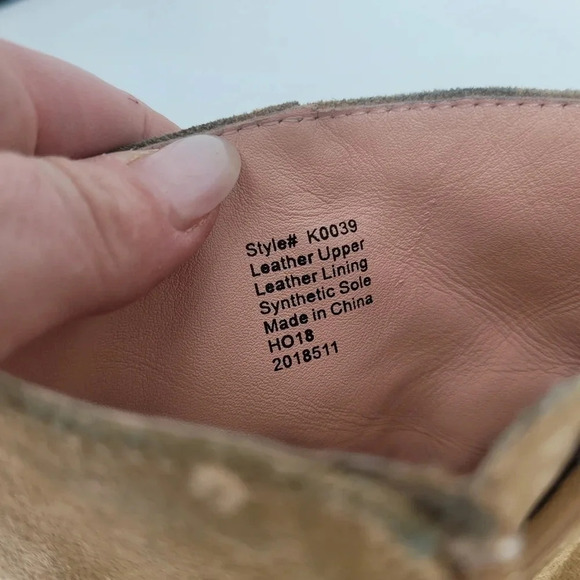 Style# K0039
Leather Upper
Leather Lining
Synthetic Sole
Made in China
HO18
2018511